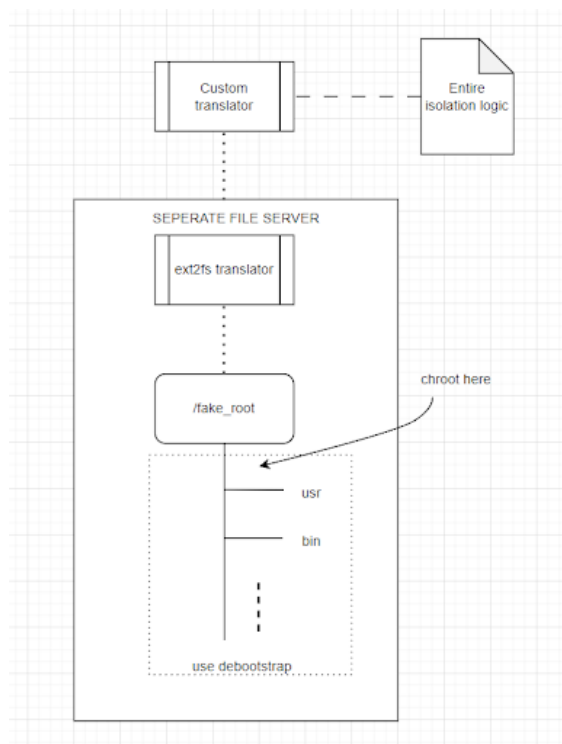 Custom
translator
Entire
isolation logic
SEPERATE FILE SERVER
ext2fs translator
chroot here
/fake_root
usr
bin
use debootstrap